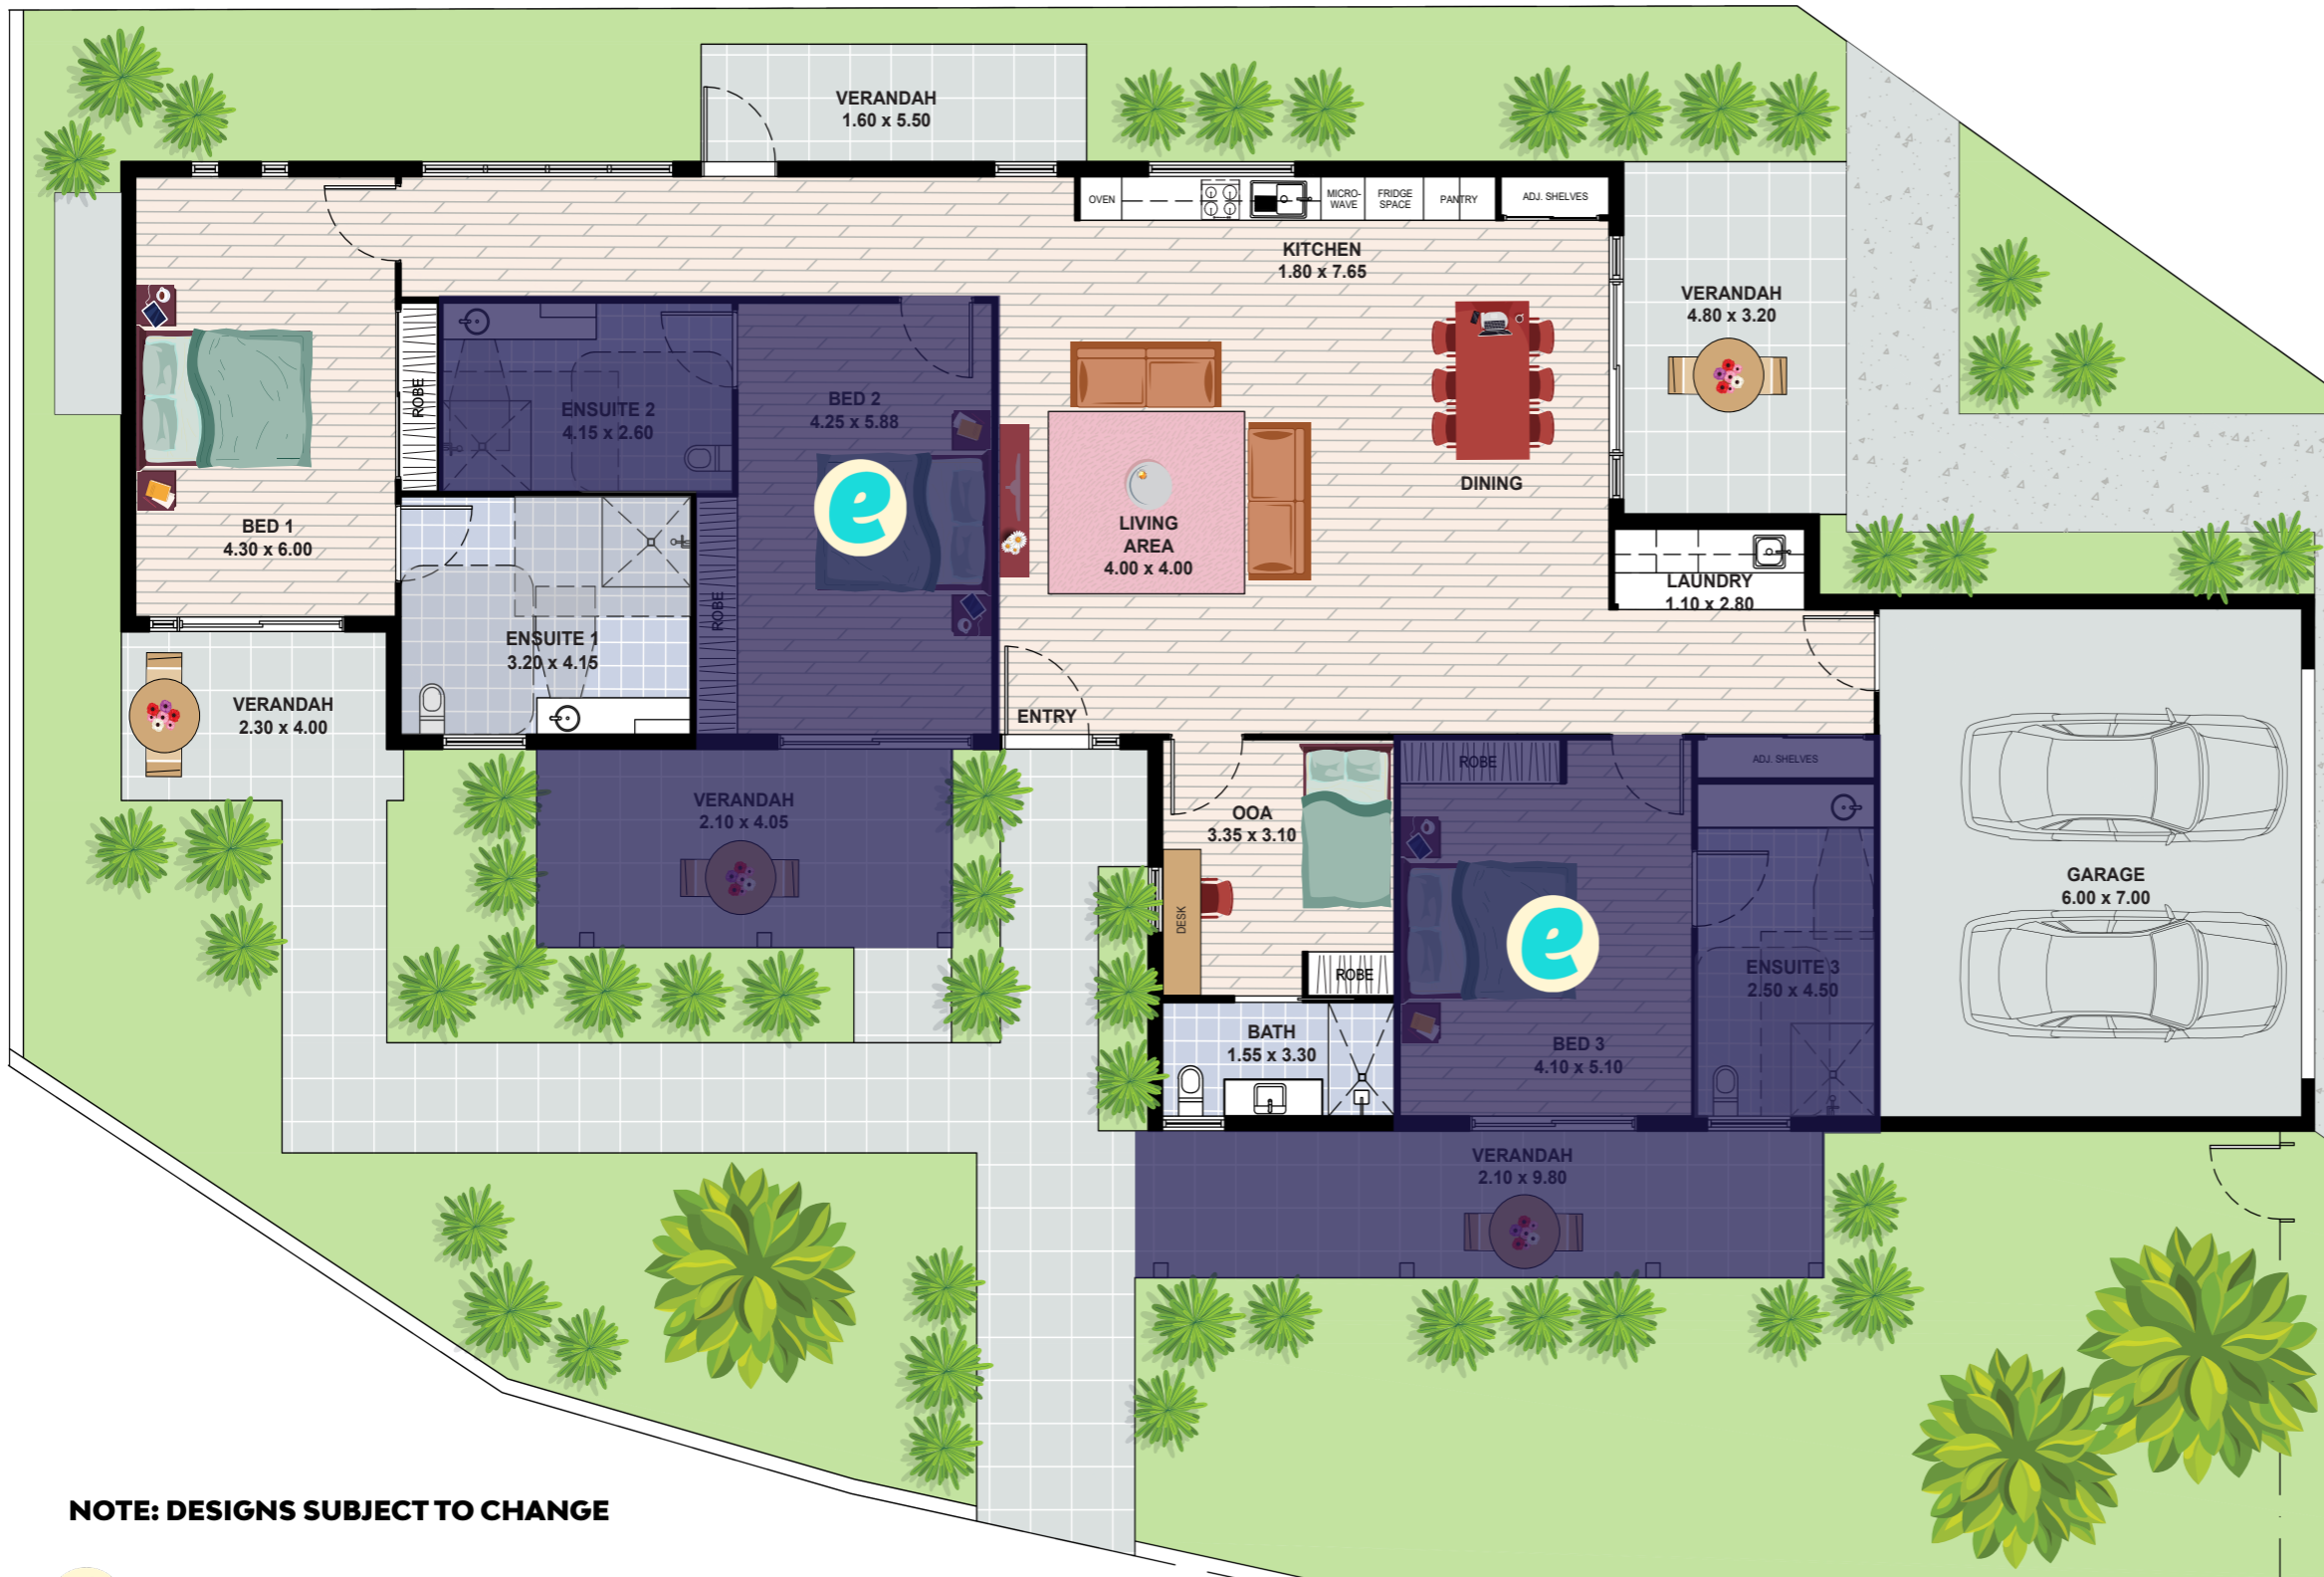 VERANDAH
1.60 x 5.50
OVEN
MICRO-
WAVE
FRIDGE
SPACE
PANTRY
ADJ. SHELVES
KITCHEN
1.80 x 7.65
VERANDAH
4.80 x 3.20
ROBE
ENSUITE 2
4.15 x 2.60
BED 2
4.25 x 5.88
e
DINING
BED 1
4.30 x 6.00
LIVING
AREA
4.00 x 4.00
LAUNDRY
1.10 x 2.80
ROBE
ENSUITE 1
3.20 x 4.15
VERANDAH
2.30 x 4.00
ENTRY
VERANDAH
2.10 x 4.05
OOA
3.35 x 3.10
ROBE
ADJ. SHELVES
DESK
ROBE
e
GARAGE
6.00 x 7.00
ENSUITE 3
2.50 x 4.50
BATH
1.55 x 3.30
BED 3
4.10 x 5.10
VERANDAH
2.10 x 9.80
NOTE: DESIGNS SUBJECT TO CHANGE